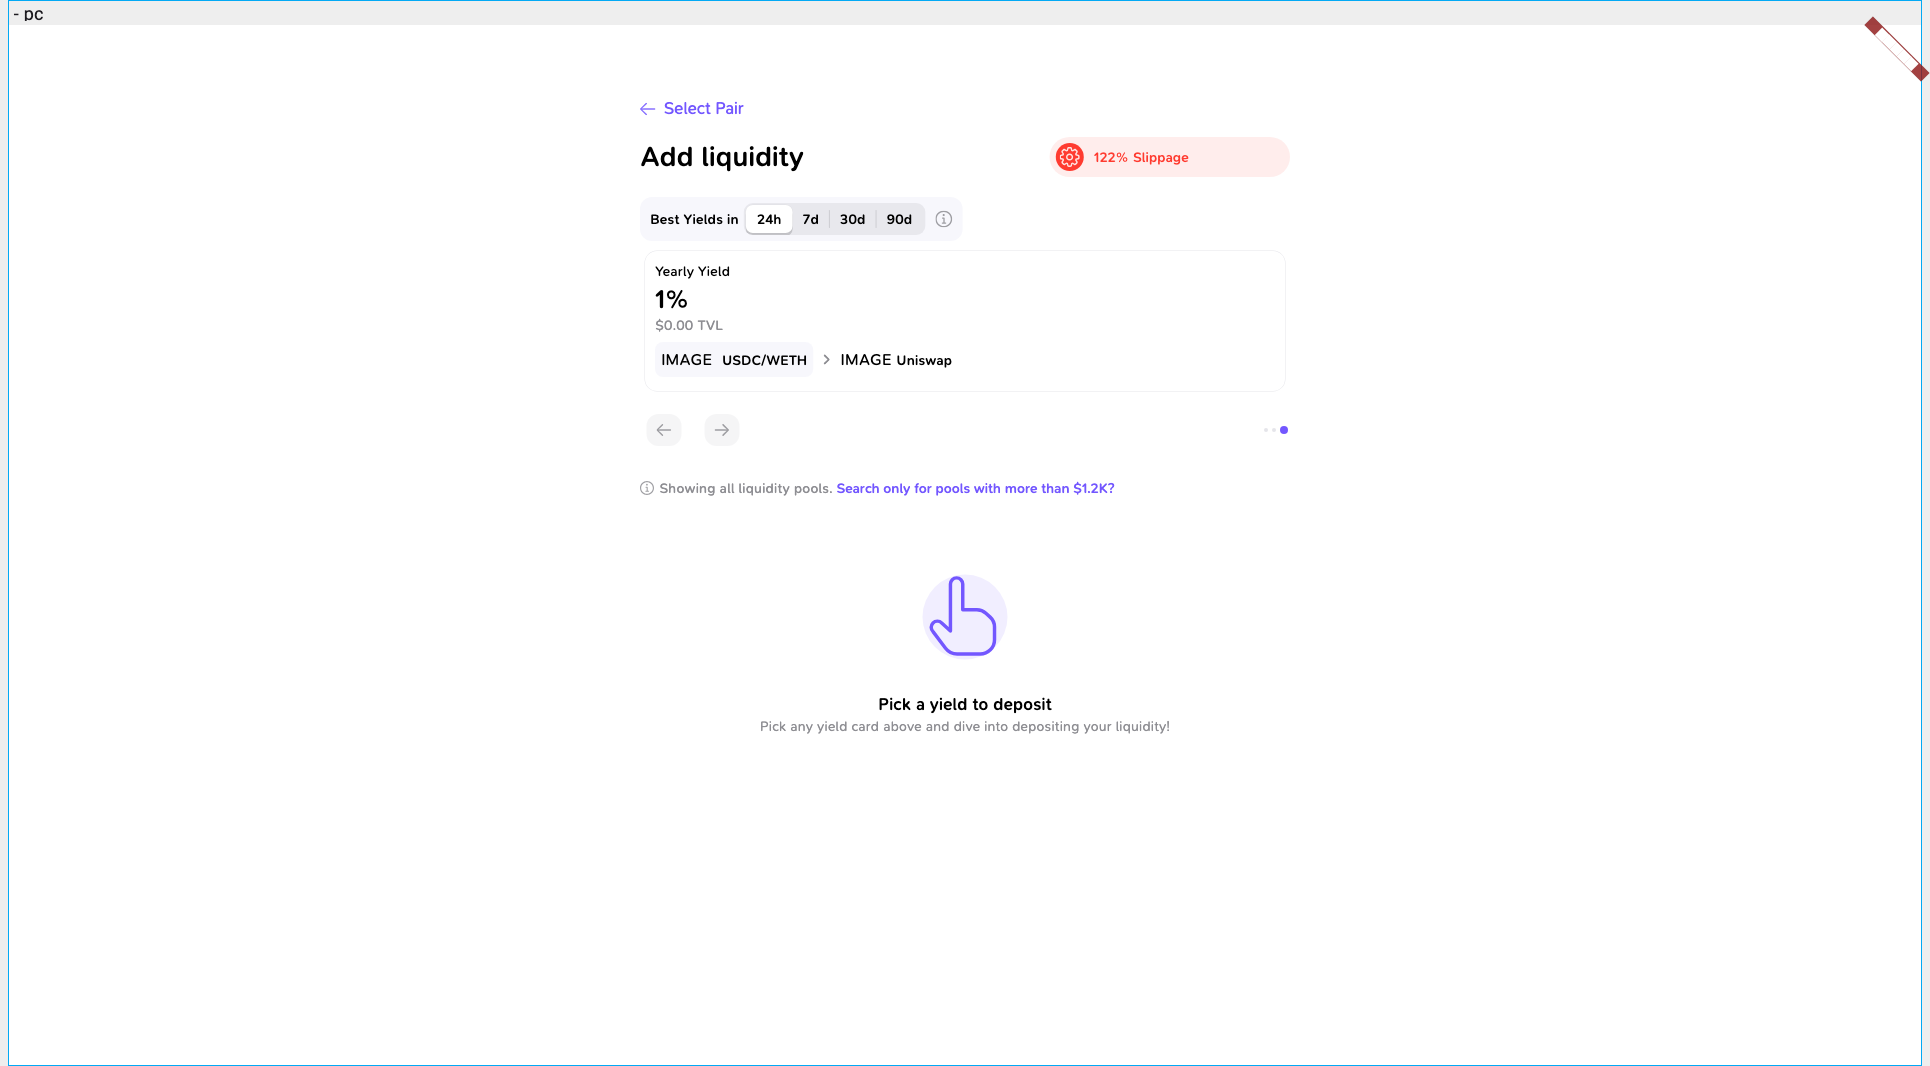 - pc
Select Pair
Add liquidity
122% Slippage
Best Yields in 24h 7d 30d 90d
Yearly Yield
1%
$0.00 TVL
IMAGE USDC/WETH > IMAGE Uniswap
Showing all liquidity pools. Search only for pools with more than $1.2K?
Pick a yield to deposit
Pick any yield card above and dive into depositing your liquidity!